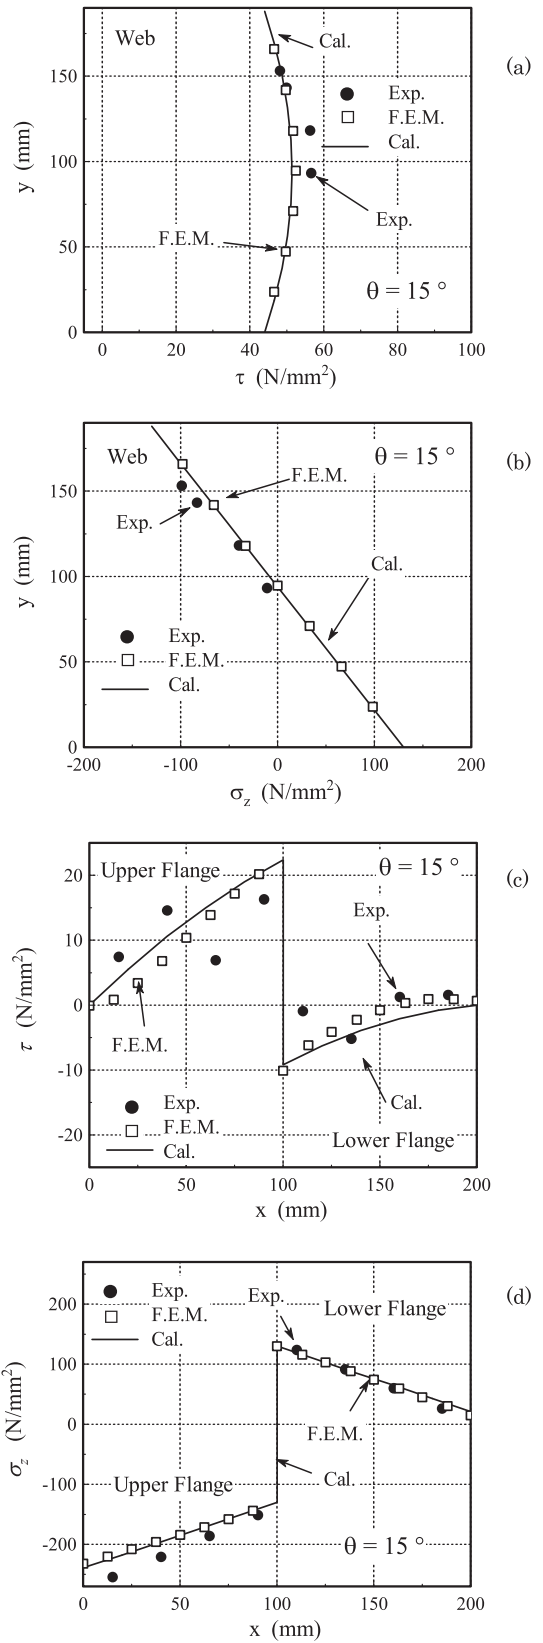 Web
Cal.
(a)
150
Exp.
F.E.M.
Cal.
y (mm)
100
Exp.
F.E.M.
50
θ = 15 °
0
0 20 40 60 80 100
τ (N/mm²)
Web
θ = 15 °
(b)
F.E.M.
150
Exp.
y (mm)
100
Cal.
Exp.
F.E.M.
Cal.
50
0
-200 -100 0 100 200
σz (N/mm²)
Upper Flange
θ = 15 °
(c)
20
Exp.
10
τ (N/mm²)
0
F.E.M.
-10
Exp.
F.E.M.
Cal.
Cal.
-20
Lower Flange
0 50 100 150 200
x (mm)
Exp.
F.E.M.
Cal.
Exp.
Lower Flange
(d)
200
100
σz (N/mm²)
0
F.E.M.
-100
Upper Flange
Cal.
-200
θ = 15 °
0 50 100 150 200
x (mm)